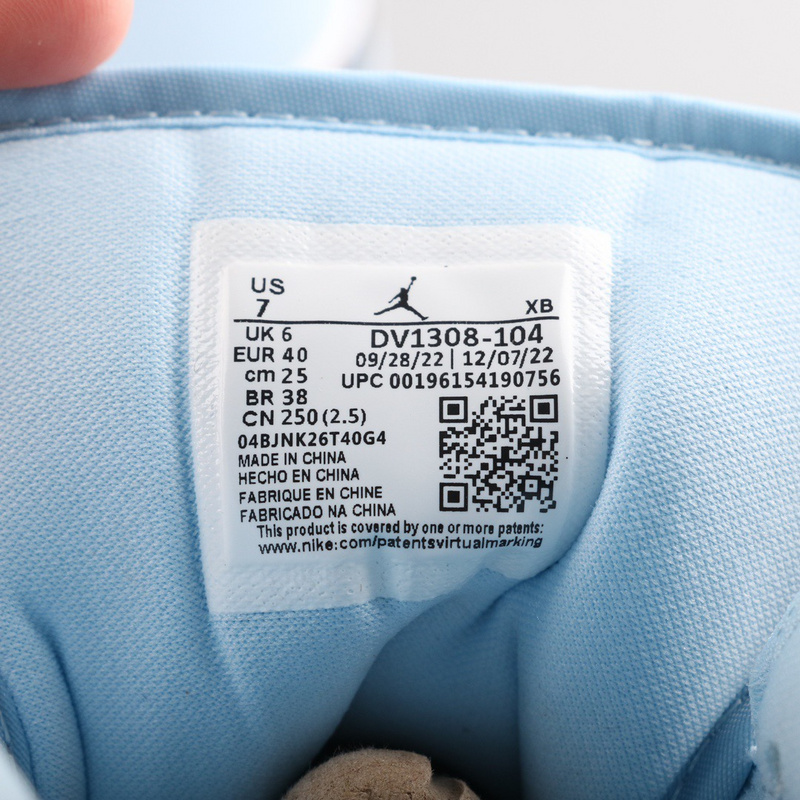 US
7
XB
UK 6
DV1308-104
EUR 40
09/28/22 | 12/07/22
cm 25
UPC 00196154190756
BR 38
CN 250 (2.5)
04BJNK26T40G4
MADE IN CHINA
HECHO EN CHINA
FABRIQUE EN CHINE
FABRICADO NA CHINA
This product is covered by one or more patents:
www.nike.com/patentsvirtualmarking